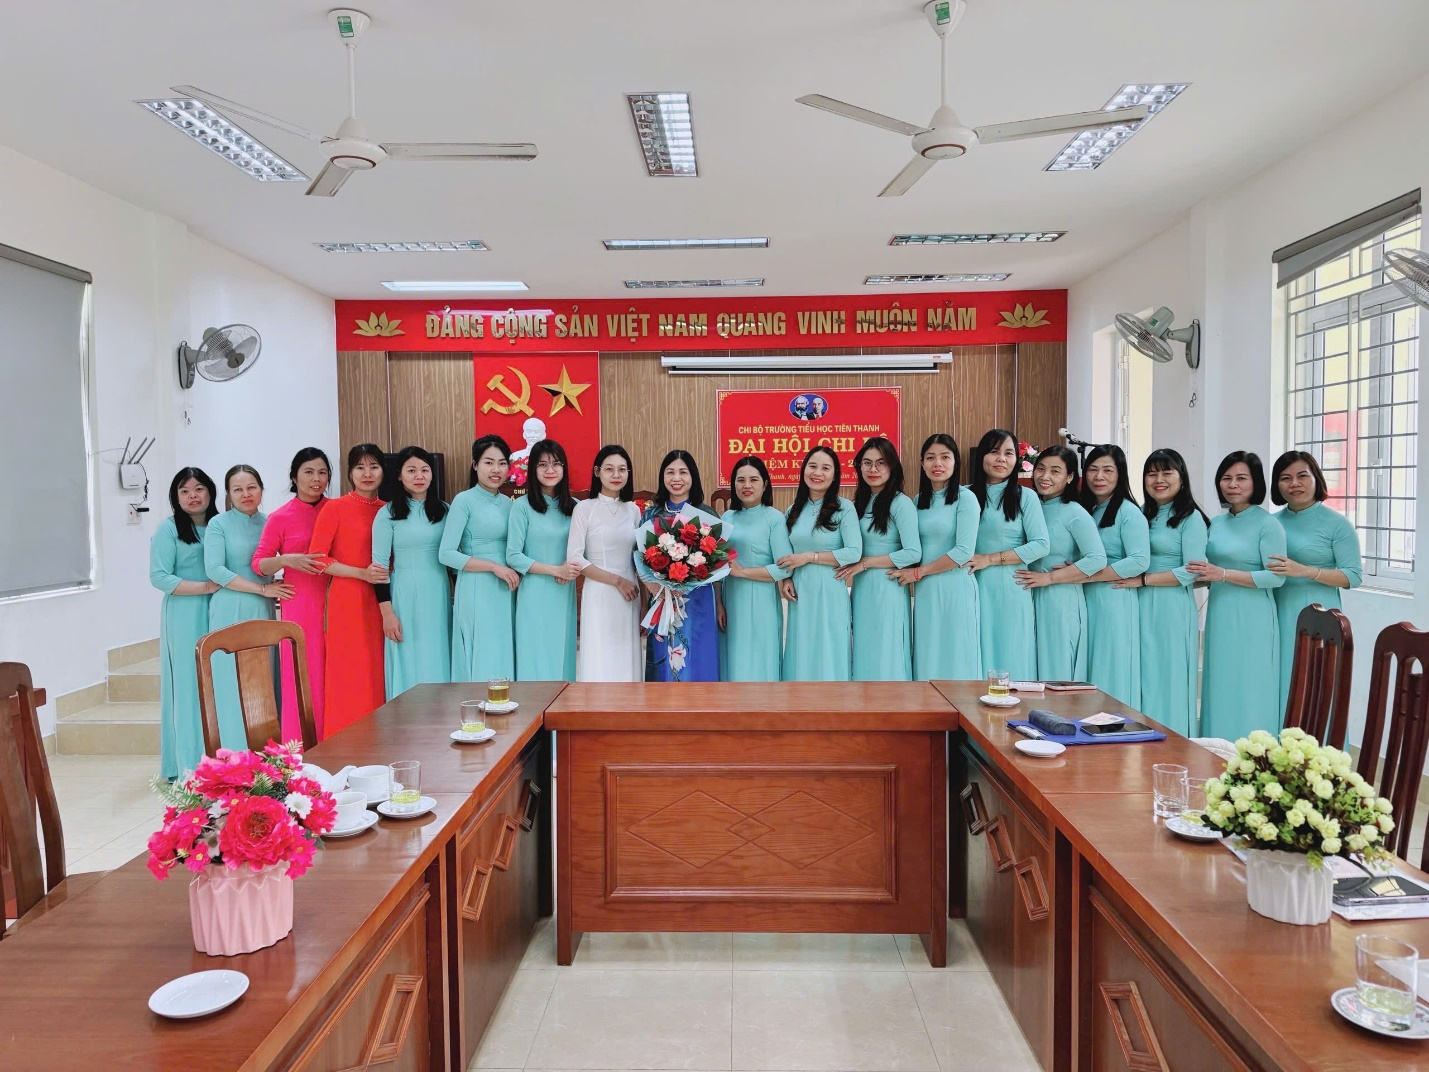 ĐẢNG CỘNG SẢN VIỆT NAM QUANG VINH MUÔN NĂM
CHI BỘ TRƯỜNG TIỂU HỌC TIÊN THANH
ĐẠI HỘI CHI